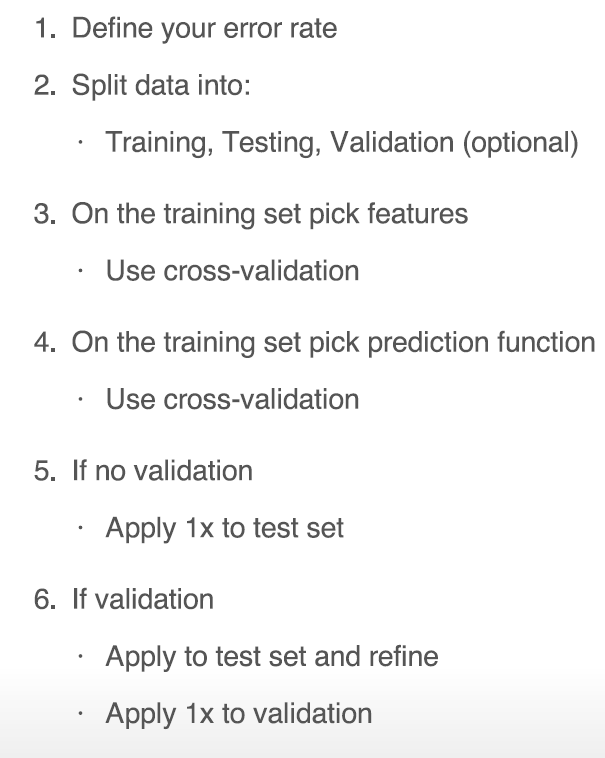 1. Define your error rate
2. Split data into:
· Training, Testing, Validation (optional)
3. On the training set pick features
· Use cross-validation
4. On the training set pick prediction function
· Use cross-validation
5. If no validation
· Apply 1x to test set
6. If validation
· Apply to test set and refine
· Apply 1x to validation